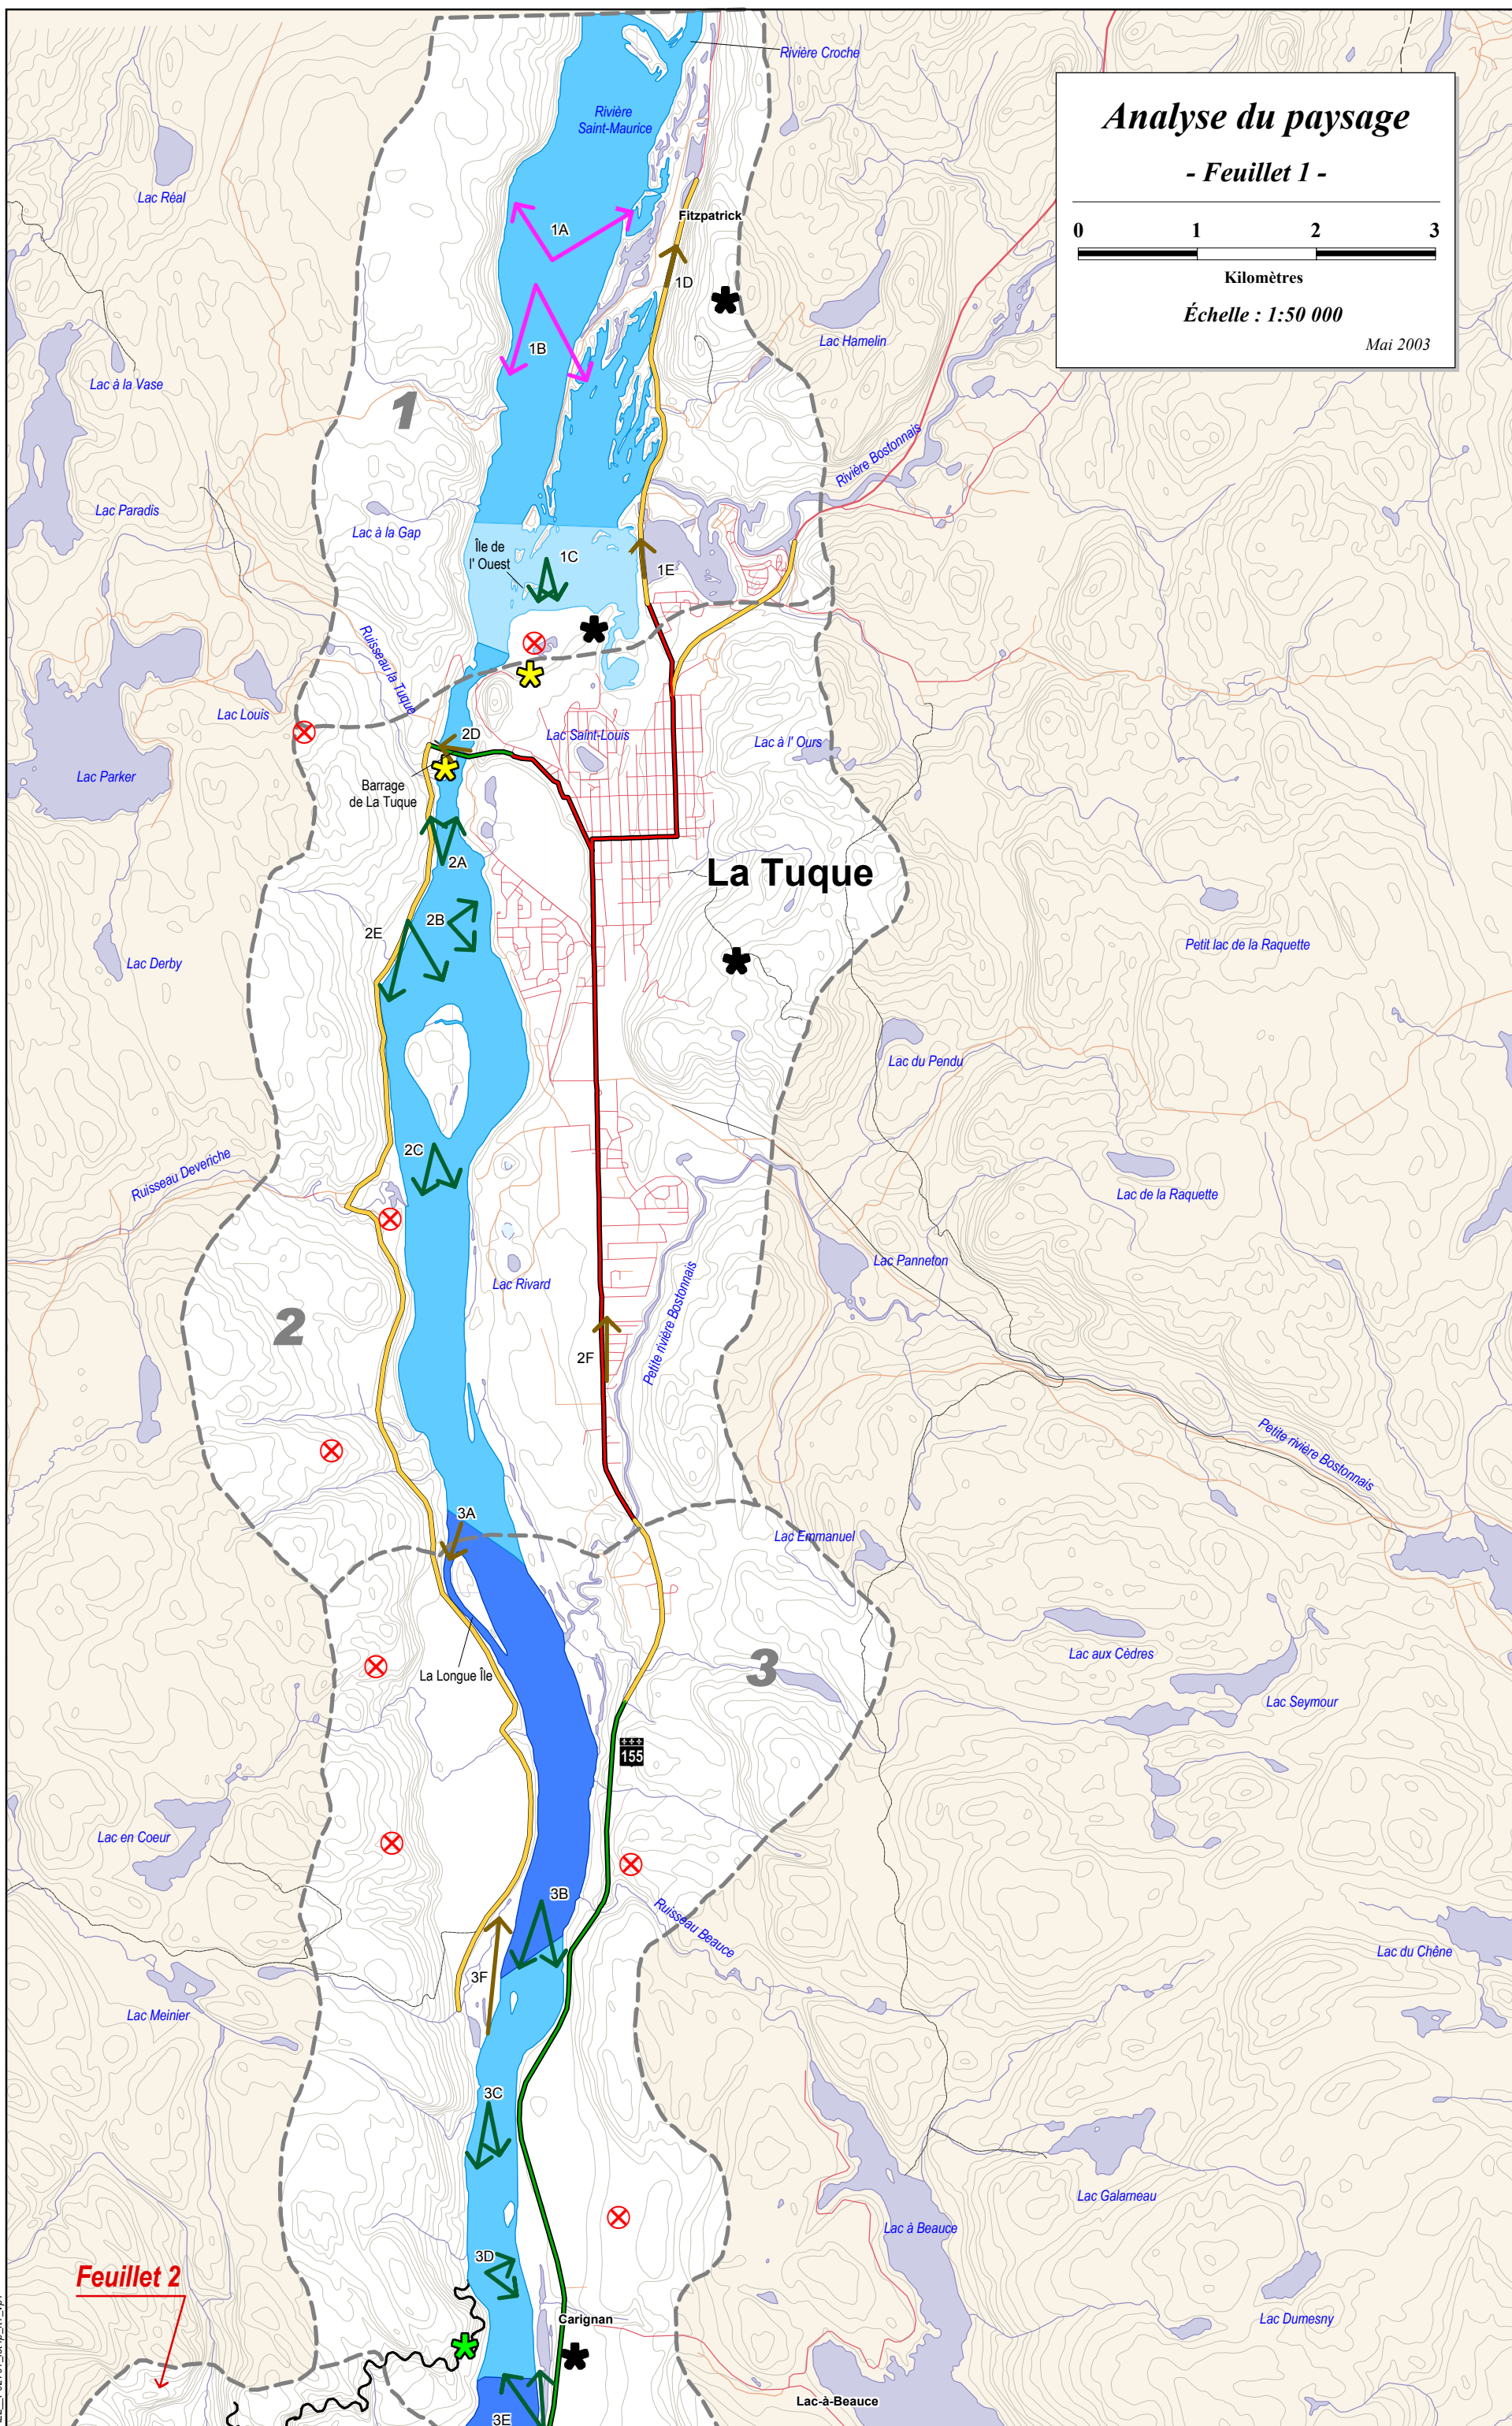 Rivière Croche
Rivière
Saint-Maurice
Analyse du paysage
- Feuillet 1 -
0 1 2 3
Kilomètres
Échelle : 1:50 000
Mai 2003
Lac Réal
1A
Fitzpatrick
1D
Lac Hamelin
1B
Lac à la Vase
1
Rivière Bostonnais
Lac Paradis
Lac à la Gap
Île de
l' Ouest
1C
1E
Ruisseau la Tuque
Lac Louis
2D
Lac Saint-Louis
Lac à l' Ours
Lac Parker
Barrage
de La Tuque
2A
La Tuque
2B
2E
Petit lac de la Raquette
Lac Derby
Lac du Pendu
2C
Ruisseau Deveriche
Lac de la Raquette
Lac Panneton
Lac Rivard
2
Petite rivière Bostonnais
2F
Petite rivière Bostonnais
3A
Lac Emmanuel
Lac aux Cèdres
3
La Longue Île
Lac Seymour
155
Lac en Coeur
3B
Ruisseau Beauce
Lac du Chêne
3F
Lac Meinier
3C
Lac Galarneau
Lac à Beauce
3D
Feuillet 2
Carignan
Lac Dumesny
Lac-à-Beauce
3E